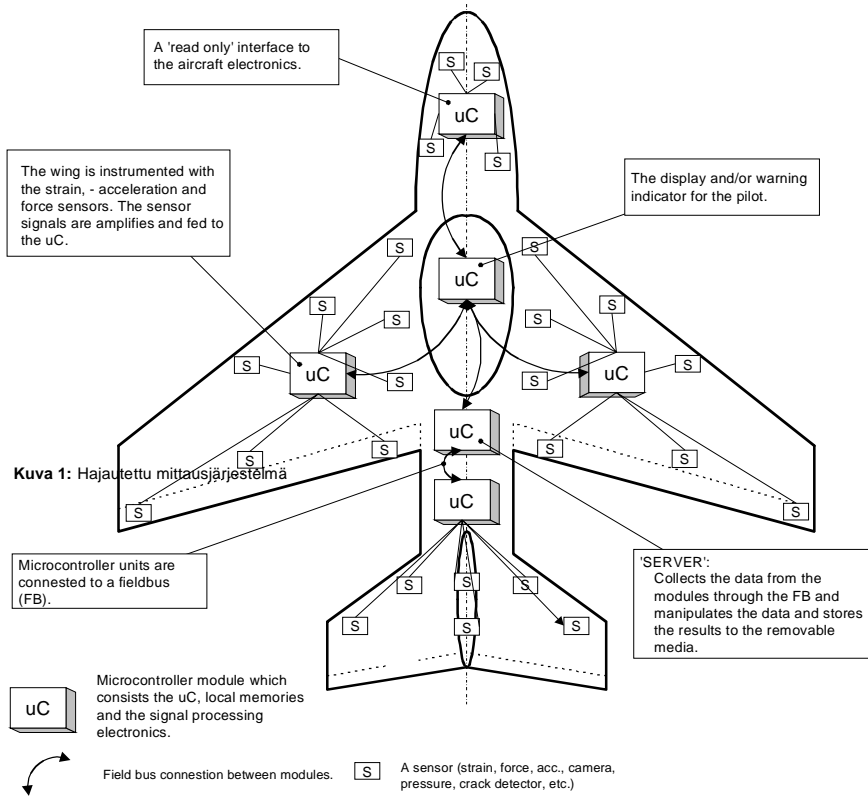 A 'read only' interface to
the aircraft electronics.
S
S
uC
S
S
The wing is instrumented with
the strain, - acceleration and
force sensors. The sensor
signals are amplifies and fed to
the uC.
The display and/or warning
indicator for the pilot.
S
S
uC
S
S
S
S
S
S
uC
S
S
S
uC
S
uC
S
S
S
S
Kuva 1: Hajautettu mittausjärjestelmä
S
uC
S
Microcontroller units are
connected to a fieldbus
(FB).
'SERVER':
Collects the data from the
modules through the FB and
manipulates the data and stores
the results to the removable
media.
S
S
S
S
S
S
Microcontroller module which
consists the uC, local memories
and the signal processing
electronics.
uC
Field bus connection between modules.
S
A sensor (strain, force, acc., camera,
pressure, crack detector, etc.)